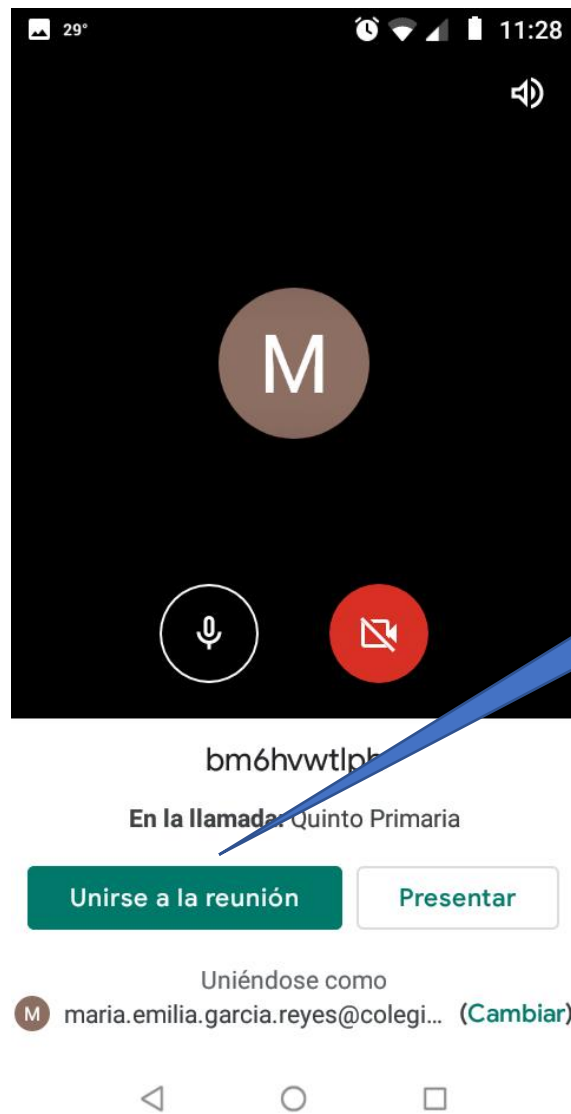 29° 11:28
M
En la llamada: Quinto Primaria
Unirse a la reunión Presentar
Uniéndose como
M maria.emilia.garcia.reyes@colegi... (Cambiar)